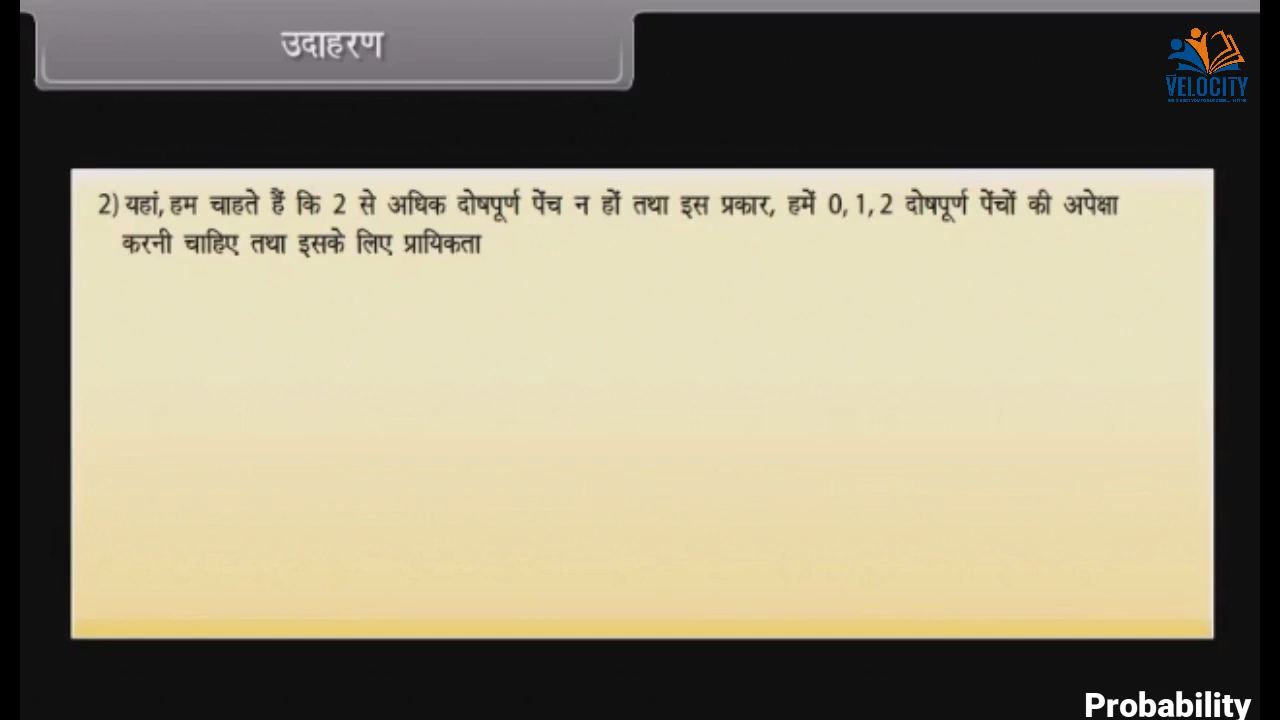 उदाहरण
VELOCITY
2) यहां, हम चाहते हैं कि 2 से अधिक दोषपूर्ण पेंच न हों तथा इस प्रकार, हमें 0, 1, 2 दोषपूर्ण पेंचों की अपेक्षा
करनी चाहिए तथा इसके लिए प्रायिकता
Probability